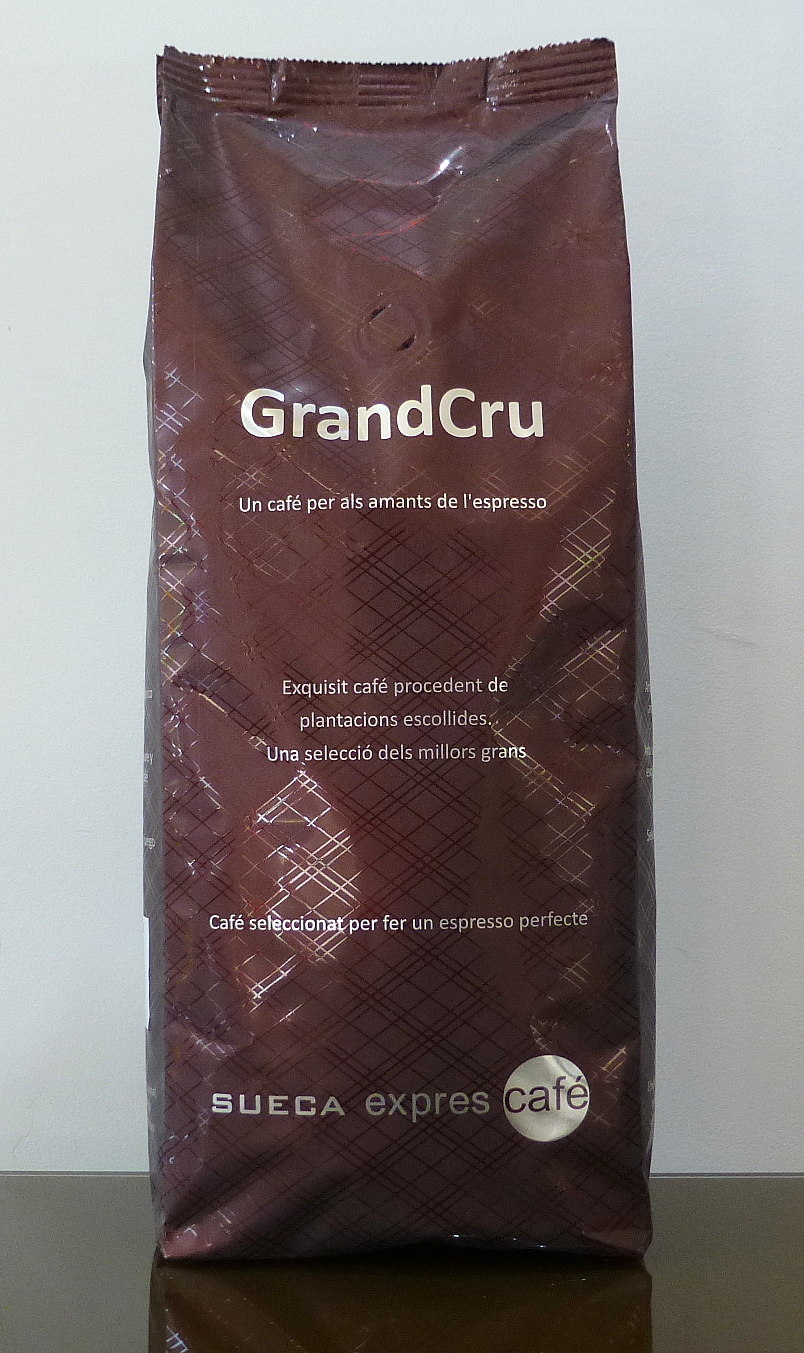 GrandCru
Un café per als amants de l'espresso
Exquisit café procedent de
plantacions escollides.
Una selecció dels millors grans
Café seleccionat per fer un espresso perfecte
SUECA expres café